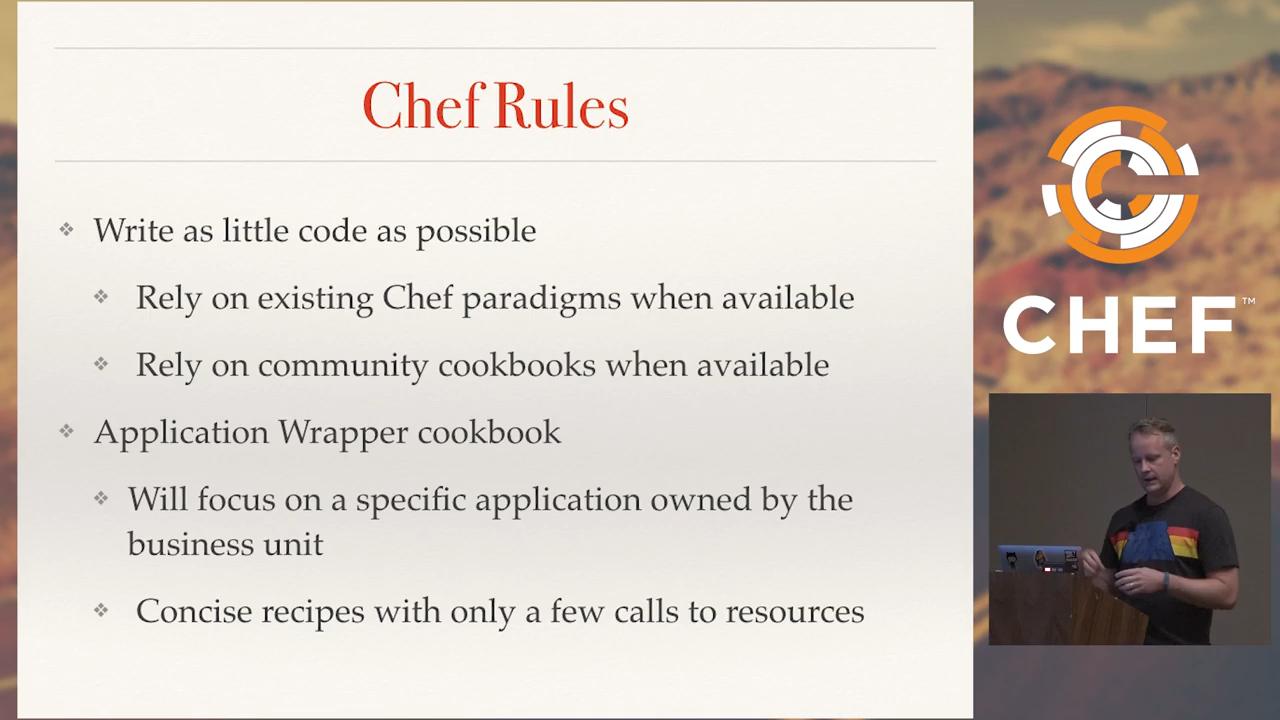 Chef Rules
Write as little code as possible
Rely on existing Chef paradigms when available
Rely on community cookbooks when available
Application Wrapper cookbook
Will focus on a specific application owned by the
business unit
Concise recipes with only a few calls to resources
CHEF™